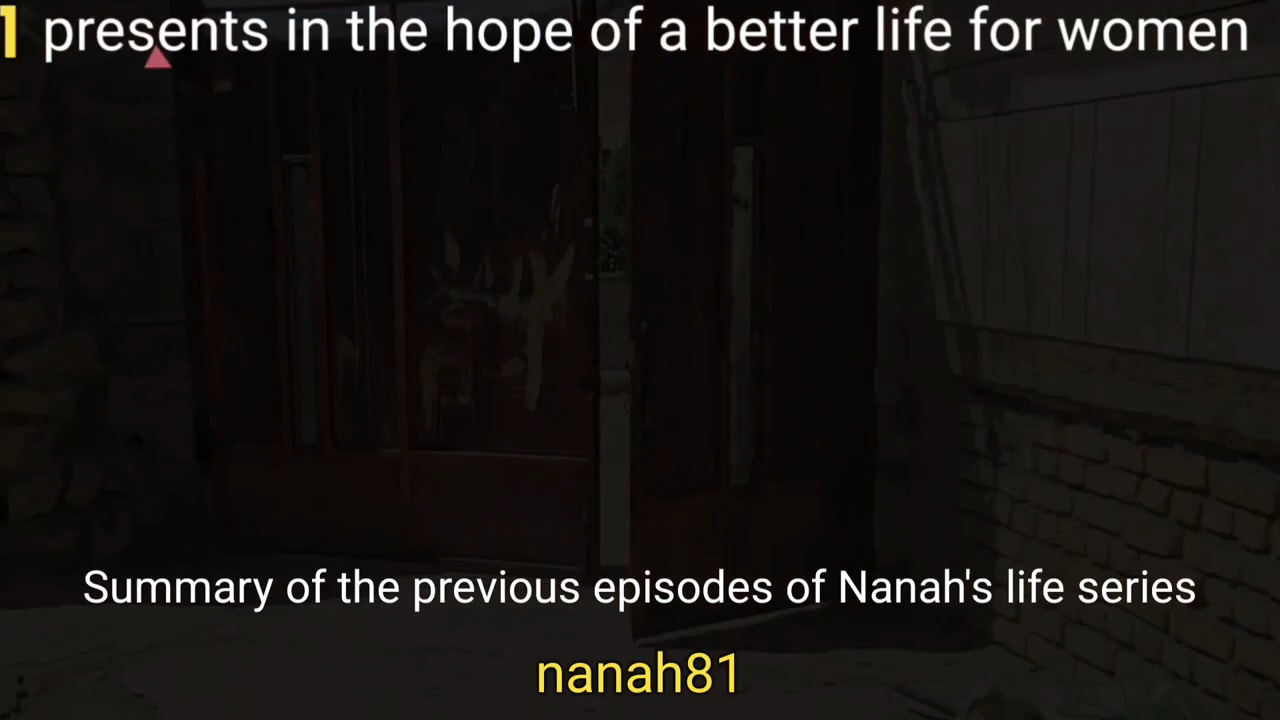 1 presents in the hope of a better life for women
Summary of the previous episodes of Nanah's life series
nanah81